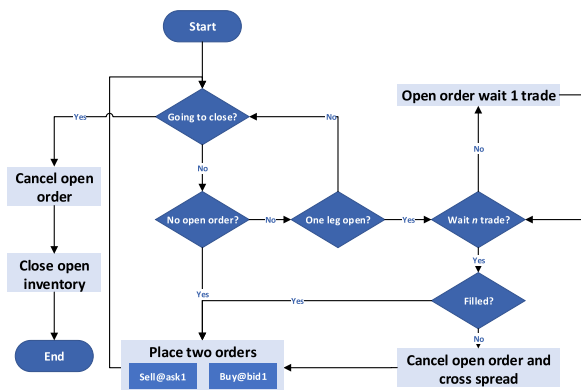 Start
Open order wait 1 trade
Yes
Going to close?
No
No
No
Cancel open
order
No open order?
No
One leg open?
Yes
Wait n trade?
Yes
Close open
inventory
Yes
Yes
Filled?
No
End
Place two orders
Sell@ask1
Buy@bid1
Cancel open order and
cross spread